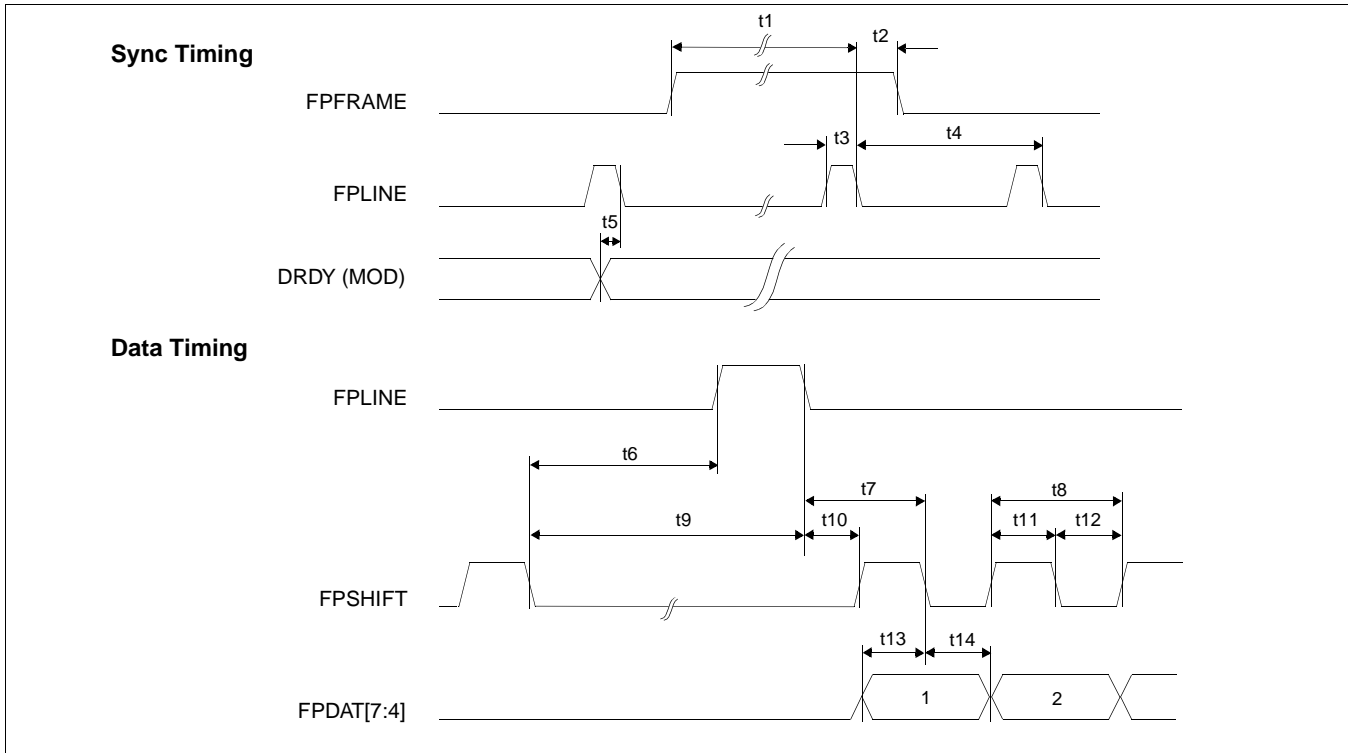 t1
t2
Sync Timing
FPFRAME
t3
t4
FPLINE
t5
DRDY (MOD)
Data Timing
FPLINE
t6
t7
t8
t9
t10
t11
t12
FPSHIFT
t13
t14
FPDAT[7:4]
1
2